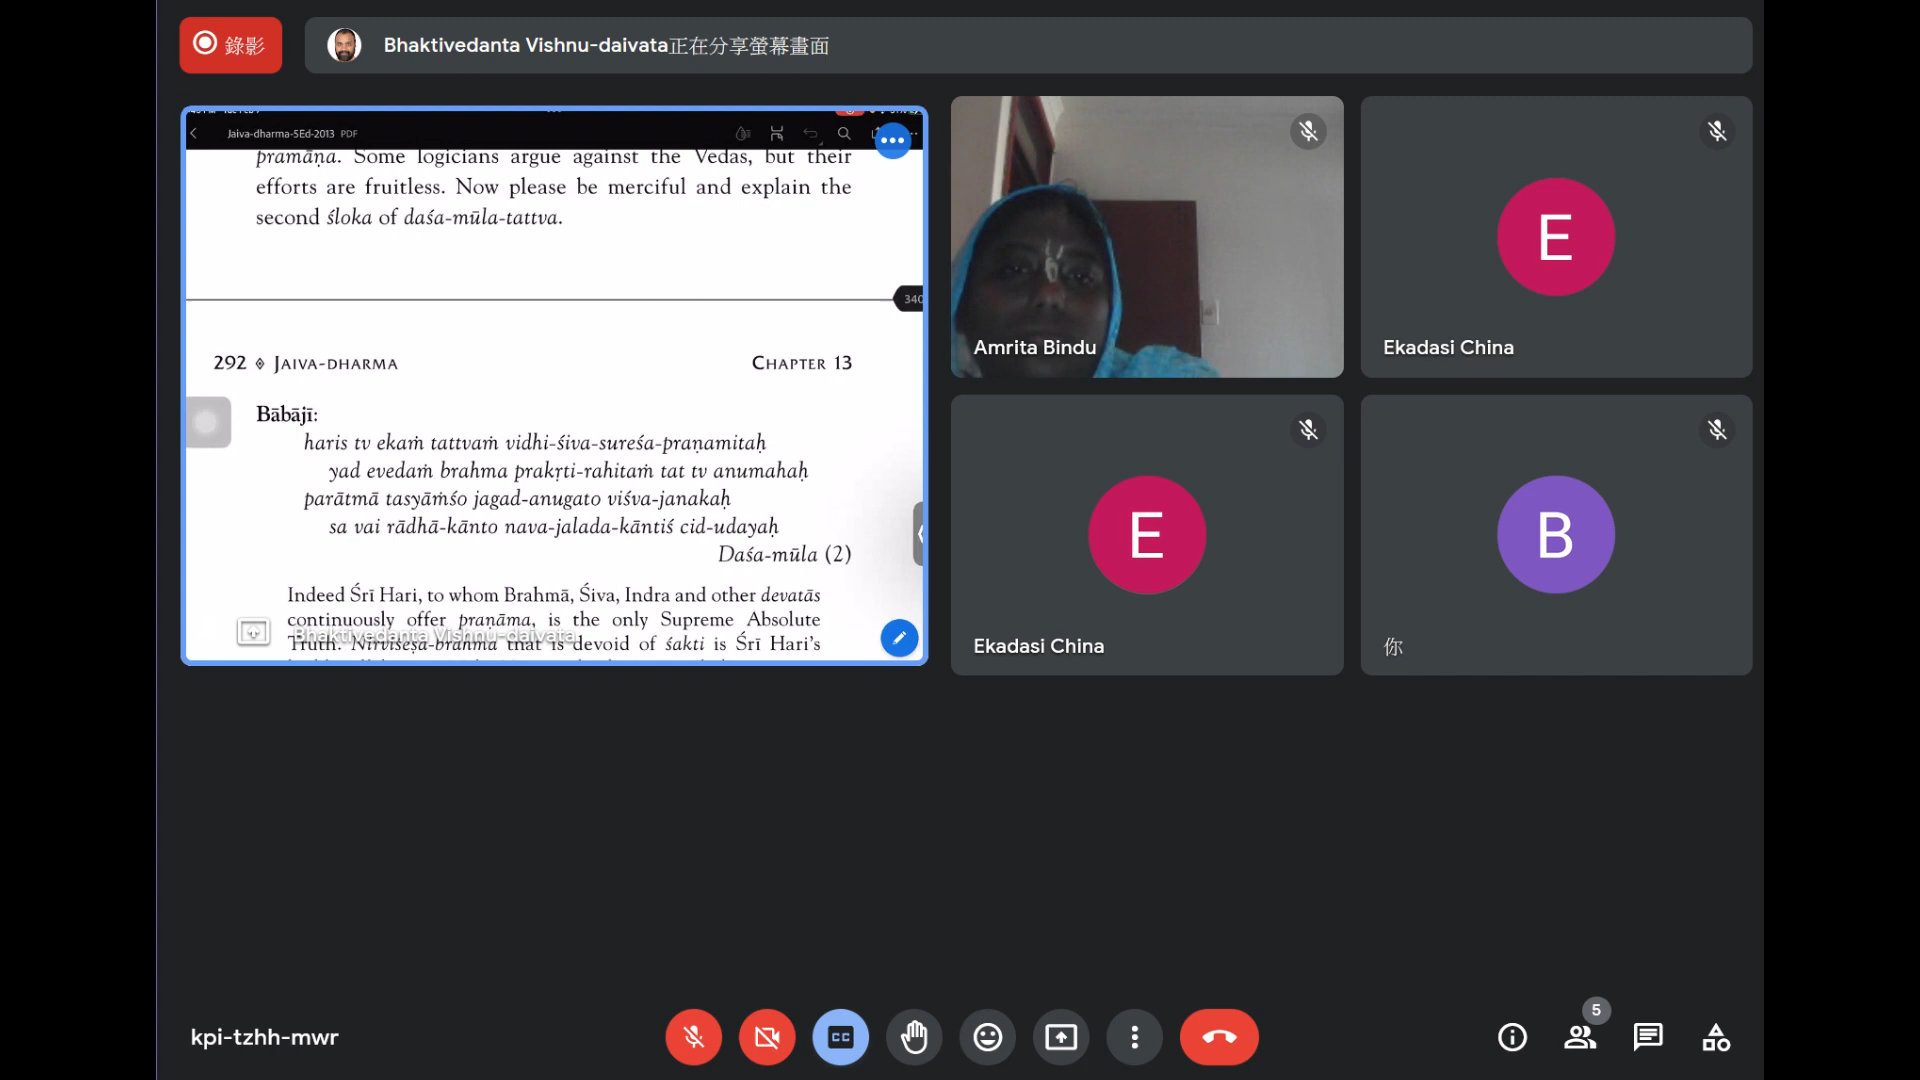 錄影
Bhaktivedanta Vishnu-daivata正在分享螢幕畫面
Jaiva-dharma-5Ed-2013 PDF
pramāṇa. Some logicians argue against the Vedas, but their
efforts are fruitless. Now please be merciful and explain the
second śloka of daśa-mūla-tattva.
340
292 ◊ JAIVA-DHARMA
CHAPTER 13
Bābājī:
haris tv ekaṁ tattvaṁ vidhi-śiva-sureśa-praṇamitaḥ
yad evedaṁ brahma prakṛti-rahitaṁ tat tv anumahaḥ
parātmā tasyāṁśo jagad-anugato viśva-janakaḥ
sa vai rādhā-kānto nava-jalada-kāntiś cid-udayaḥ
Daśa-mūla (2)
Indeed Śrī Hari, to whom Brahmā, Śiva, Indra and other devatās
continuously offer praṇāma, is the only Supreme Absolute
Truth. Nirviśeṣa-brahma that is devoid of śakti is Śrī Hari's
Bhaktivedanta Vishnu-daivata
Amrita Bindu
E
Ekadasi China
E
Ekadasi China
B
你
kpi-tzhh-mwr
CC
5